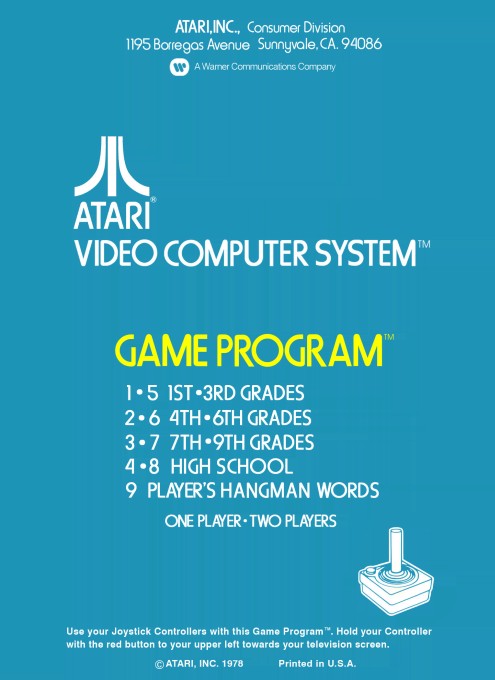 ATARI,INC., Consumer Division
1195 Borregas Avenue Sunnyvale,CA. 94086
W A Warner Communications Company
ATARI®
VIDEO COMPUTER SYSTEM™
GAME PROGRAM™
1•5 1ST•3RD GRADES
2•6 4TH•6TH GRADES
3•7 7TH•9TH GRADES
4•8 HIGH SCHOOL
9 PLAYER'S HANGMAN WORDS
ONE PLAYER•TWO PLAYERS
Use your Joystick Controllers with this Game Program™. Hold your Controller
with the red button to your upper left towards your television screen.
© ATARI, INC. 1978 Printed in U.S.A.